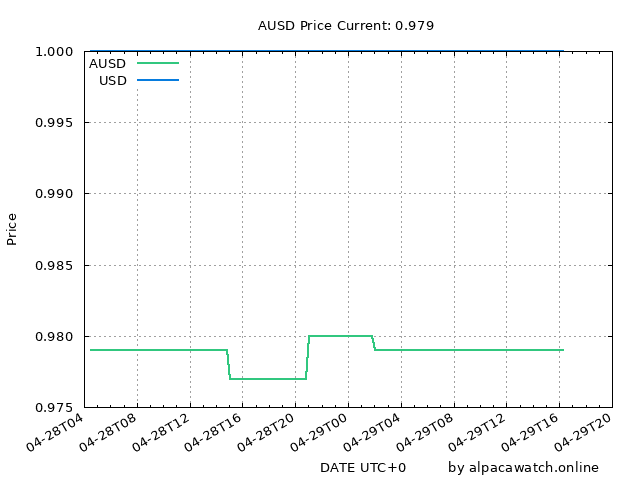 AUSD Price Current: 0.979
1.000
AUSD
USD
0.995
0.990
Price
0.985
0.980
0.975
04-28T04 04-28T08 04-28T12 04-28T16 04-28T20 04-29T00 04-29T04 04-29T08 04-29T12 04-29T16 04-29T20
DATE UTC+0 by alpacawatch.online